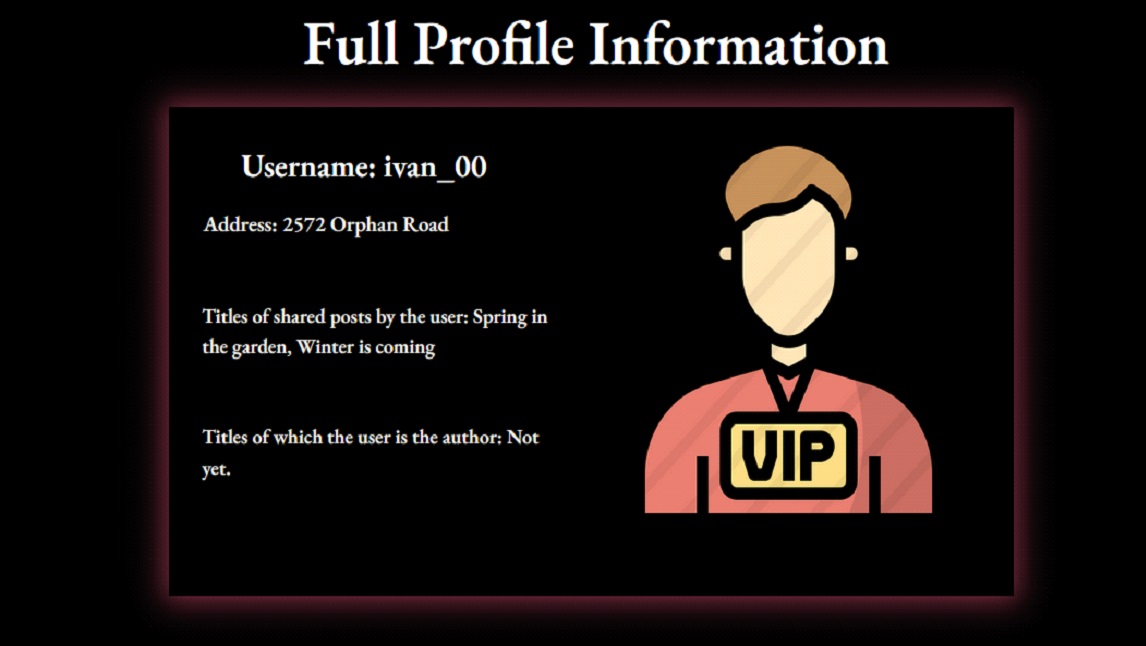 Full Profile Information
Username: ivan_00
Address: 2572 Orphan Road
Titles of shared posts by the user: Spring in
the garden, Winter is coming
Titles of which the user is the author: Not
yet.
VIP